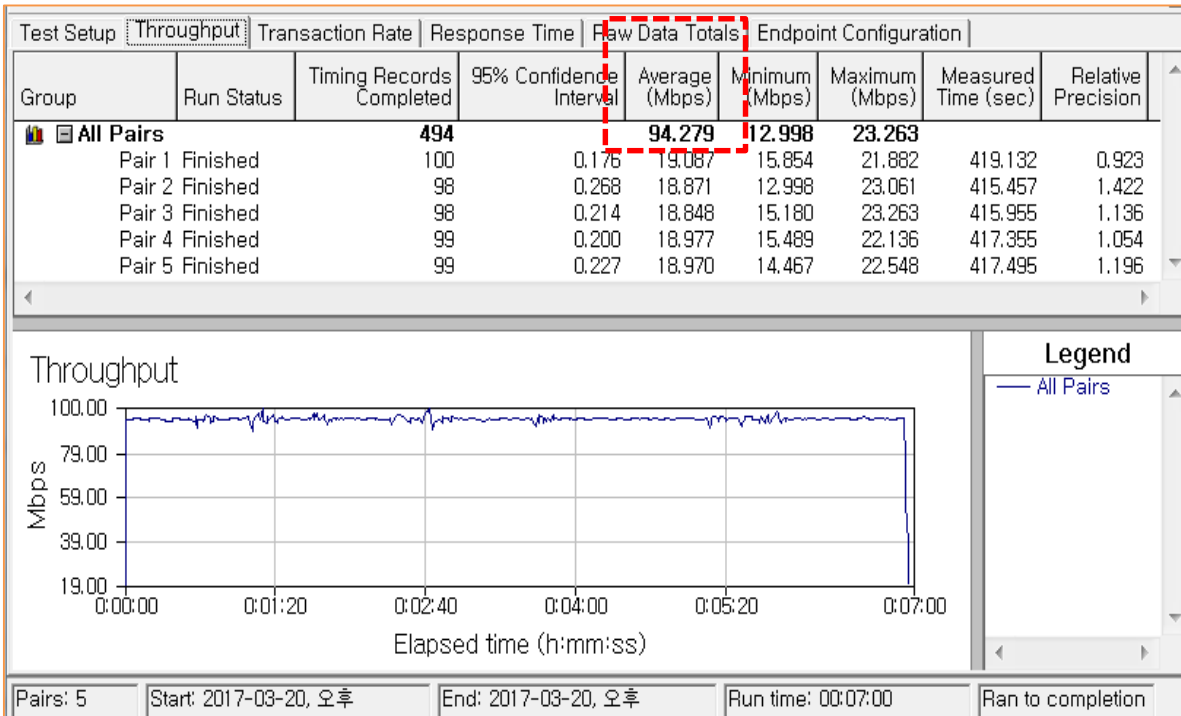 Test Setup Throughput Transaction Rate Response Time Raw Data Totals Endpoint Configuration
Group Run Status Timing Records Completed 95% Confidence Interval Average (Mbps) Minimum (Mbps) Maximum (Mbps) Measured Time (sec) Relative Precision
All Pairs 494 94.279 12.998 23.263
Pair 1 Finished 100 0.176 19.087 15.854 21.882 419.132 0.923
Pair 2 Finished 98 0.268 18.871 12.998 23.061 415.457 1.422
Pair 3 Finished 98 0.214 18.848 15.180 23.263 415.955 1.136
Pair 4 Finished 99 0.200 18.977 15.489 22.136 417.355 1.054
Pair 5 Finished 99 0.227 18.970 14.467 22.548 417.495 1.196
Throughput
Mbps
100.00
79.00
59.00
39.00
19.00
0:00:00 0:01:20 0:02:40 0:04:00 0:05:20 0:07:00
Elapsed time (h:mm:ss)
Legend
All Pairs
Pairs: 5 Start: 2017-03-20, 오후 End: 2017-03-20, 오후 Run time: 00:07:00 Ran to completion